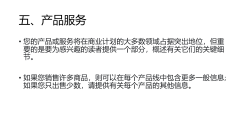 五、产品服务
• 您的产品或服务将在商业计划的大多数领域占据突出地位，但重
要的是要为感兴趣的读者提供一个部分，概述有关它们的关键细
节。
• 如果您销售许多商品，则可以在每个产品线中包含更多一般信息；
如果您只出售少数，请提供有关每个产品的其他信息。